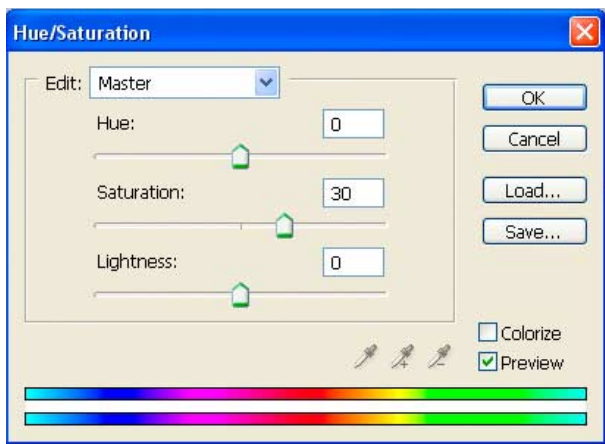 Hue/Saturation
Edit: Master
Hue: 0
Saturation: 30
Lightness: 0
OK
Cancel
Load...
Save...
Colorize
Preview